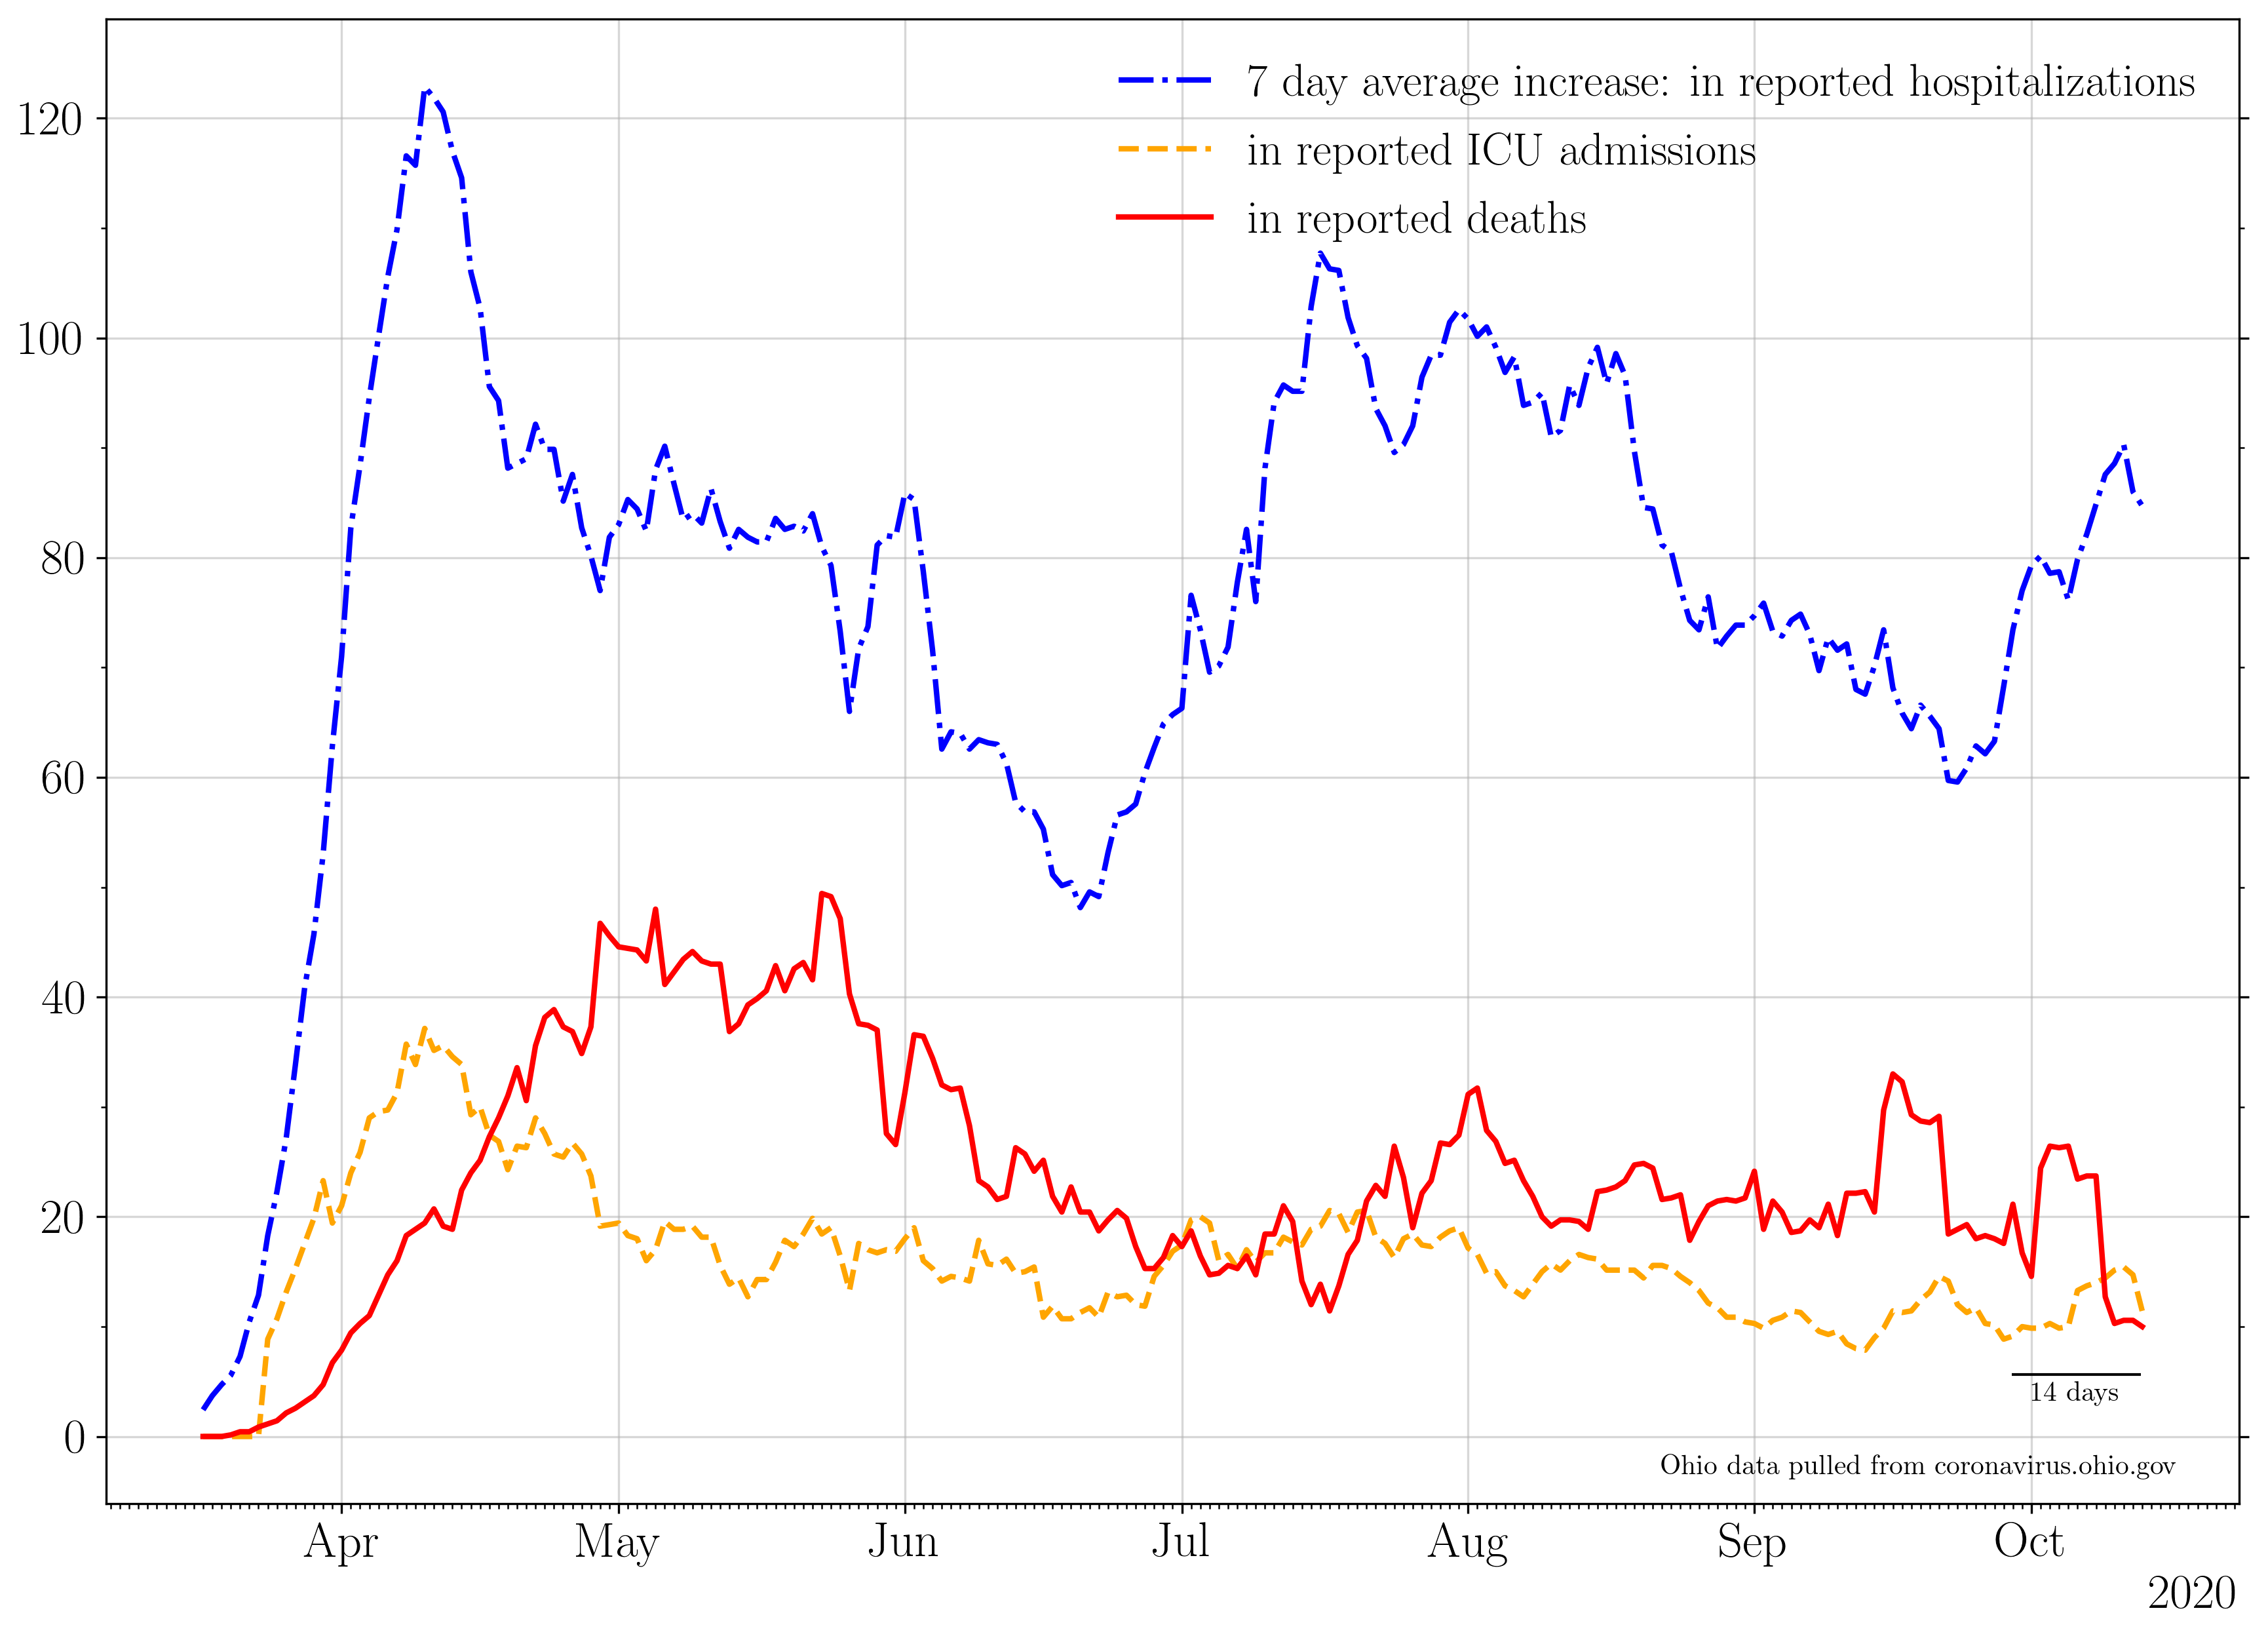 7 day average increase: in reported hospitalizations
in reported ICU admissions
in reported deaths
120
100
80
60
40
20
0
14 days
Ohio data pulled from coronavirus.ohio.gov
Apr May Jun Jul Aug Sep Oct
2020